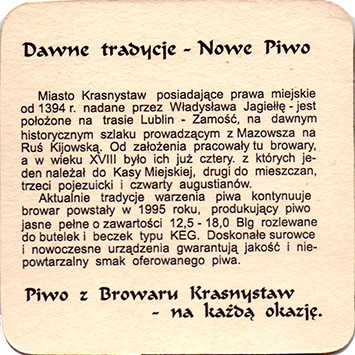 Dawne tradycje - Nowe Piwo
Miasto Krasnystaw posiadające prawa miejskie
od 1394 r. nadane przez Władysława Jagiełłę - jest
położone na trasie Lublin - Zamość, na dawnym
historycznym szlaku prowadzącym z Mazowsza na
Ruś Kijowską. Od założenia pracowały tu browary,
a w wieku XVIII było ich już cztery. z których je-
den należał do Kasy Miejskiej, drugi do mieszczan,
trzeci pojezuicki i czwarty augustianów.
Aktualnie tradycje warzenia piwa kontynuuje
browar powstały w 1995 roku, produkujący piwo
jasne pełne o zawartości 12,5 - 18,0 Blg rozlewane
do butelek i beczek typu KEG. Doskonałe surowce
i nowoczesne urządzenia gwarantują jakość i nie-
powtarzalny smak oferowanego piwa.
Piwo z Browaru Krasnystaw
- na każdą okazję.